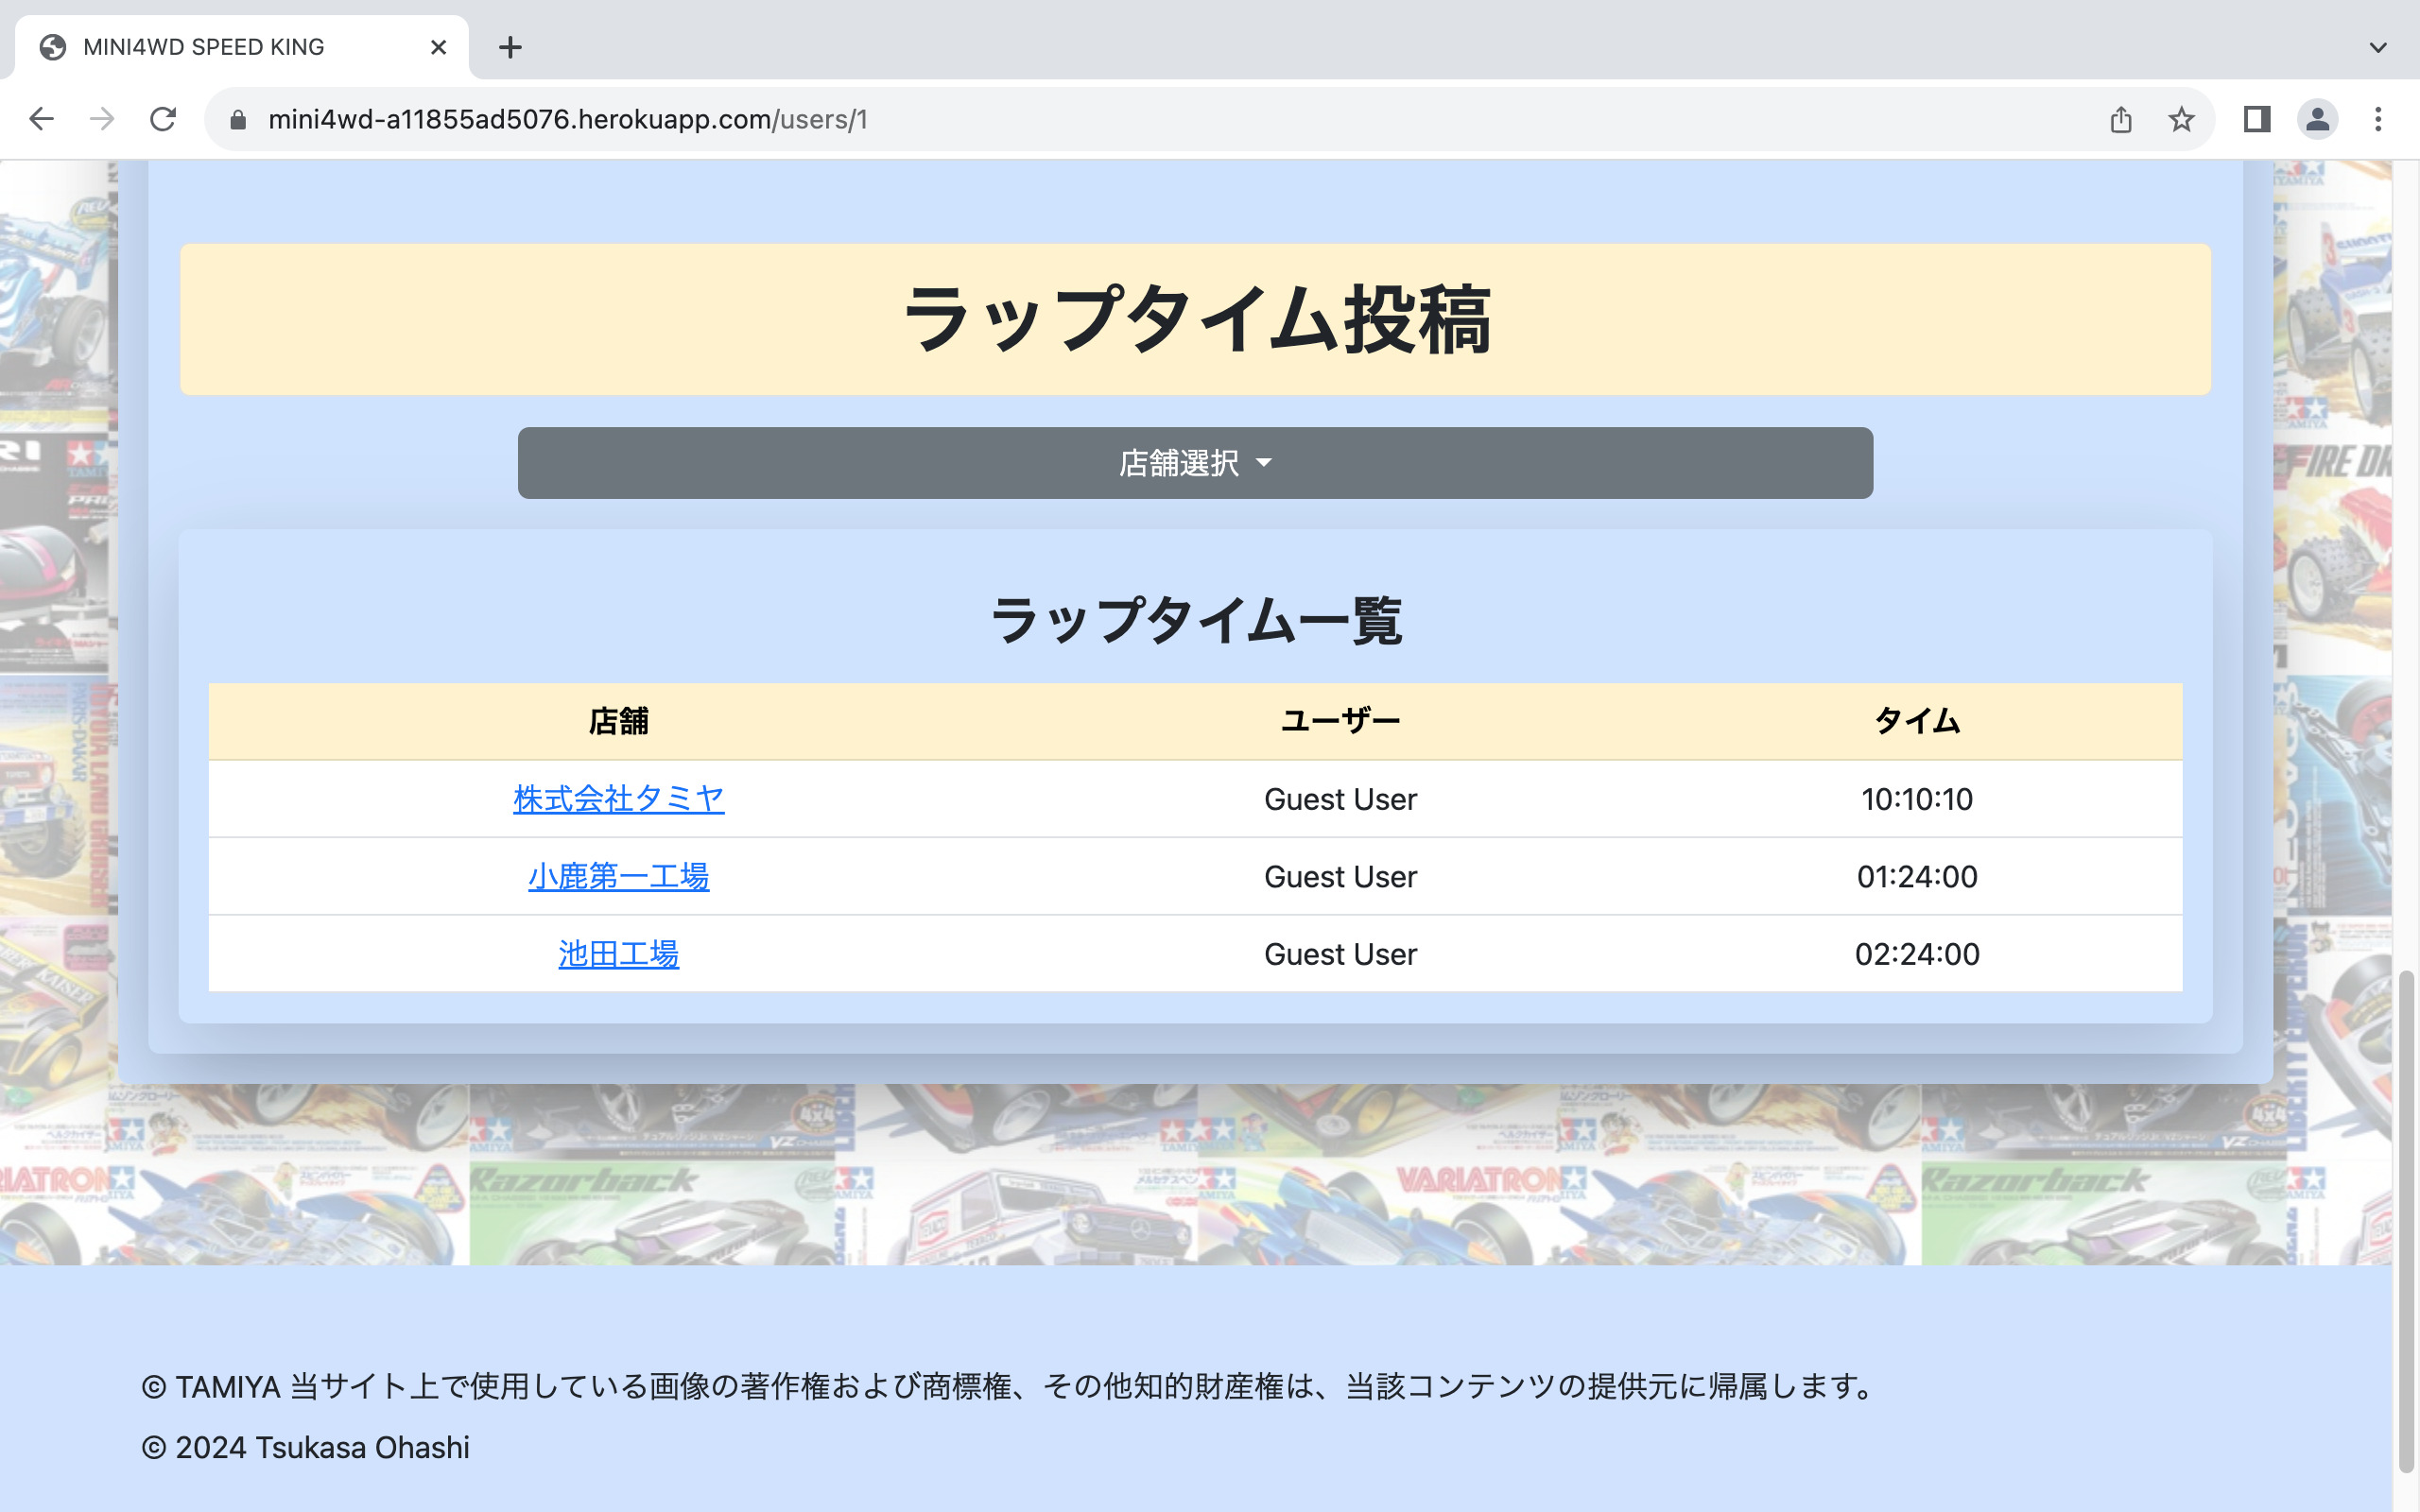 MINI4WD SPEED KING
mini4wd-a11855ad5076.herokuapp.com/users/1
ラップタイム投稿
店舗選択
ラップタイム一覧
店舗 ユーザー タイム
株式会社タミヤ Guest User 10:10:10
小鹿第一工場 Guest User 01:24:00
池田工場 Guest User 02:24:00
VARIATRON
Razorback
Razorback
© TAMIYA 当サイト上で使用している画像の著作権および商標権、その他知的財産権は、当該コンテンツの提供元に帰属します。
© 2024 Tsukasa Ohashi